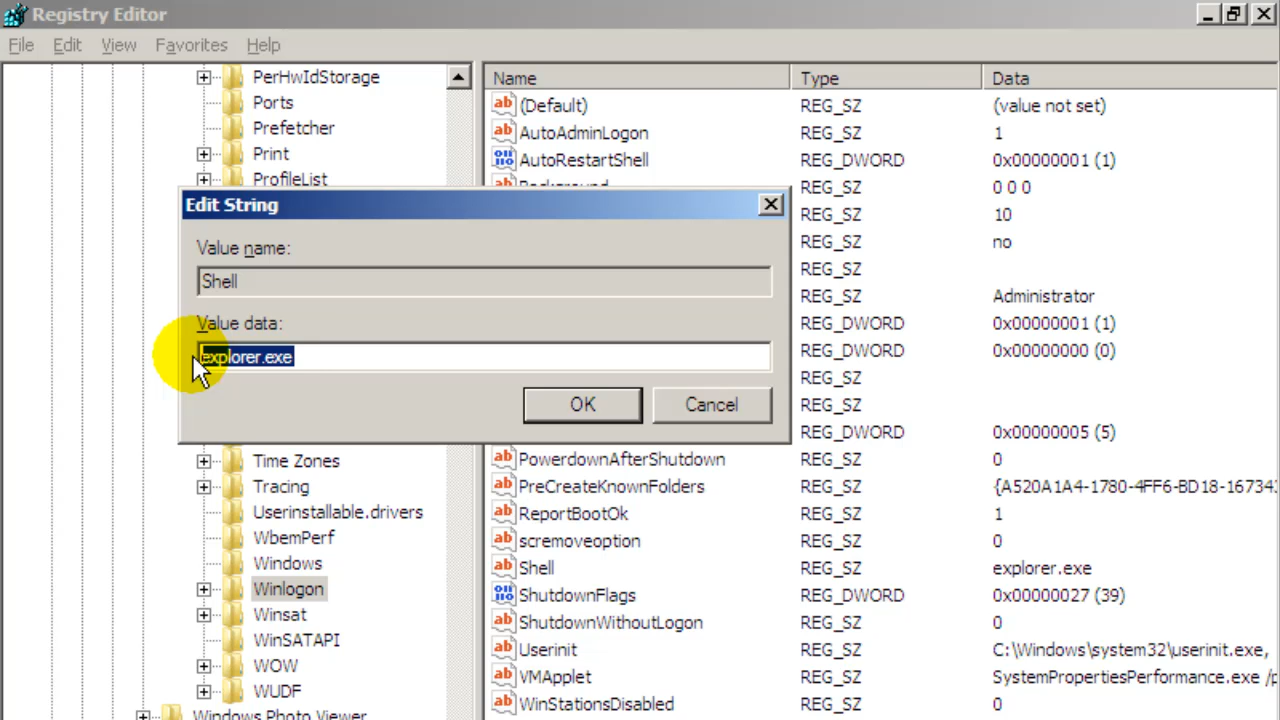 Registry Editor
File Edit View Favorites Help
PerHwIdStorage
Ports
Prefetcher
Print
ProfileList
Time Zones
Tracing
Userinstallable.drivers
WbemPerf
Windows
Winlogon
Winsat
WinSATAPI
WOW
WUDF
Windows Photo Viewer
Edit String
Value name:
Shell
Value data:
explorer.exe
OK Cancel
Name Type Data
(Default) REG_SZ (value not set)
AutoAdminLogon REG_SZ 1
AutoRestartShell REG_DWORD 0x00000001 (1)
Background REG_SZ 0 0 0
REG_SZ 10
REG_SZ no
REG_SZ
REG_SZ Administrator
REG_DWORD 0x00000001 (1)
REG_DWORD 0x00000000 (0)
REG_SZ
REG_SZ
REG_DWORD 0x00000005 (5)
PowerdownAfterShutdown REG_SZ 0
PreCreateKnownFolders REG_SZ {A520A1A4-1780-4FF6-BD18-167343
ReportBootOk REG_SZ 1
scremoveoption REG_SZ 0
Shell REG_SZ explorer.exe
ShutdownFlags REG_DWORD 0x00000027 (39)
ShutdownWithoutLogon REG_SZ 0
Userinit REG_SZ C:\Windows\system32\userinit.exe,
VMApplet REG_SZ SystemPropertiesPerformance.exe /p
WinStationsDisabled REG_SZ 0